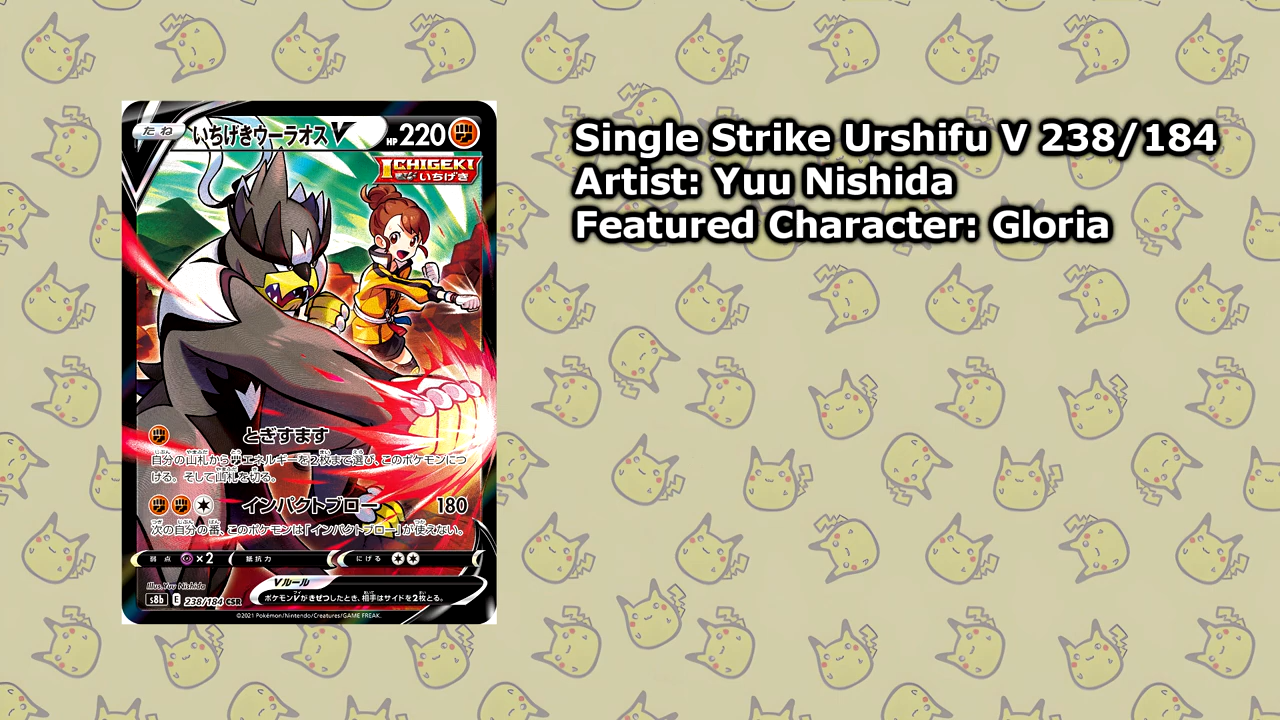 たね いちげきウーラオスV HP 220
ICHIGEKI
いちげき
とぎすます
自分の山札からエネルギーを2枚まで選び、このポケモンにつ
ける。そして山札を切る。
インパクトブロー 180
次の自分の番、このポケモンは「インパクトブロー」が使えない。
弱点 ×2 抵抗力 にげる
Illus. Yuu Nishida
Vルール
ポケモンVがきぜつしたとき、相手はサイドを2枚とる。
s8b E 238/184 CSR
©2021 Pokémon/Nintendo/Creatures/GAME FREAK.
Single Strike Urshifu V 238/184
Artist: Yuu Nishida
Featured Character: Gloria